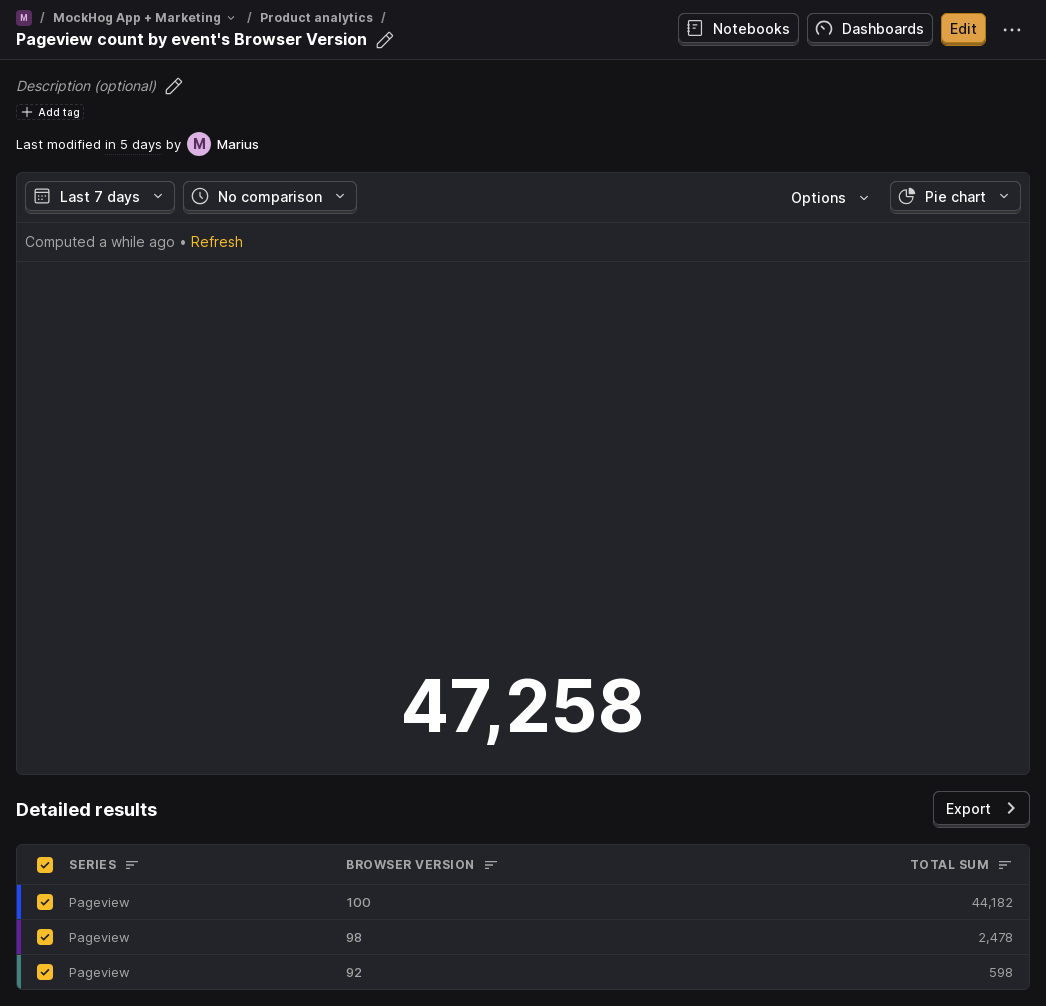 M / MockHog App + Marketing / Product analytics /
Pageview count by event's Browser Version
Notebooks Dashboards Edit
Description (optional)
Add tag
Last modified in 5 days by M Marius
Last 7 days No comparison Options Pie chart
Computed a while ago • Refresh
47,258
Detailed results
Export
SERIES BROWSER VERSION TOTAL SUM
Pageview 100 44,182
Pageview 98 2,478
Pageview 92 598